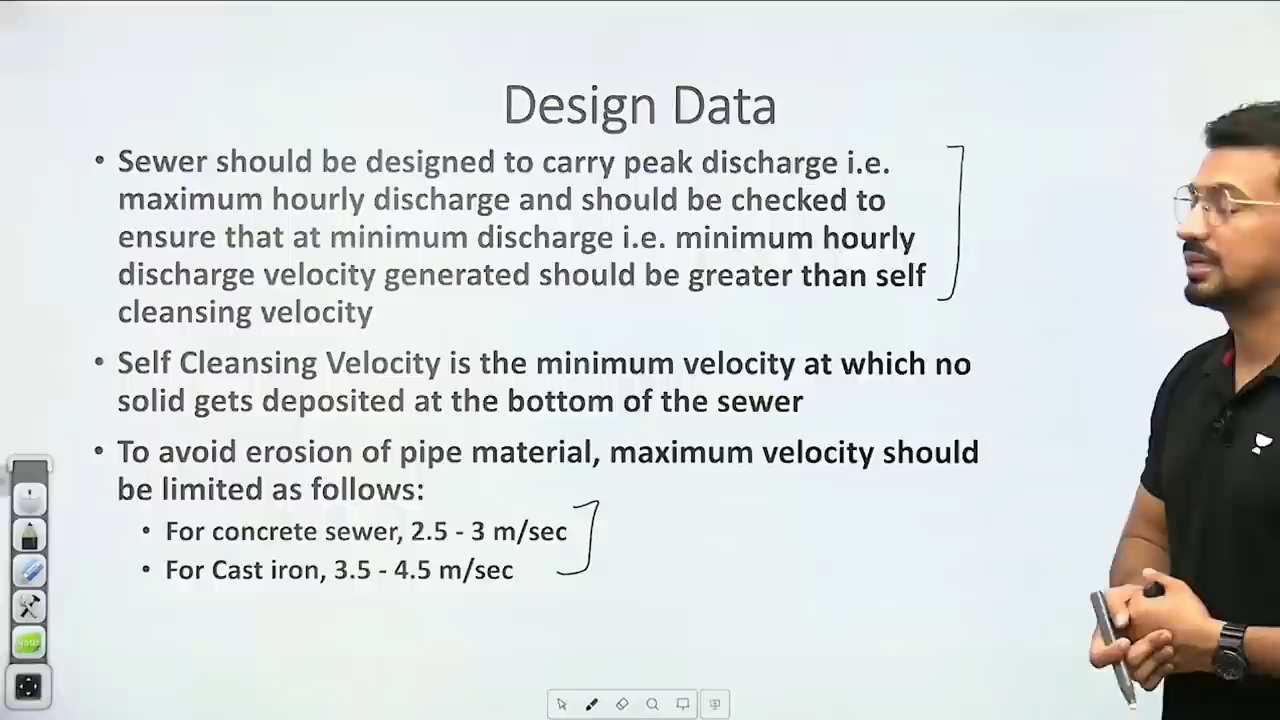 Design Data
• Sewer should be designed to carry peak discharge i.e.
maximum hourly discharge and should be checked to
ensure that at minimum discharge i.e. minimum hourly
discharge velocity generated should be greater than self
cleansing velocity
• Self Cleansing Velocity is the minimum velocity at which no
solid gets deposited at the bottom of the sewer
• To avoid erosion of pipe material, maximum velocity should
be limited as follows:
• For concrete sewer, 2.5 - 3 m/sec
• For Cast iron, 3.5 - 4.5 m/sec